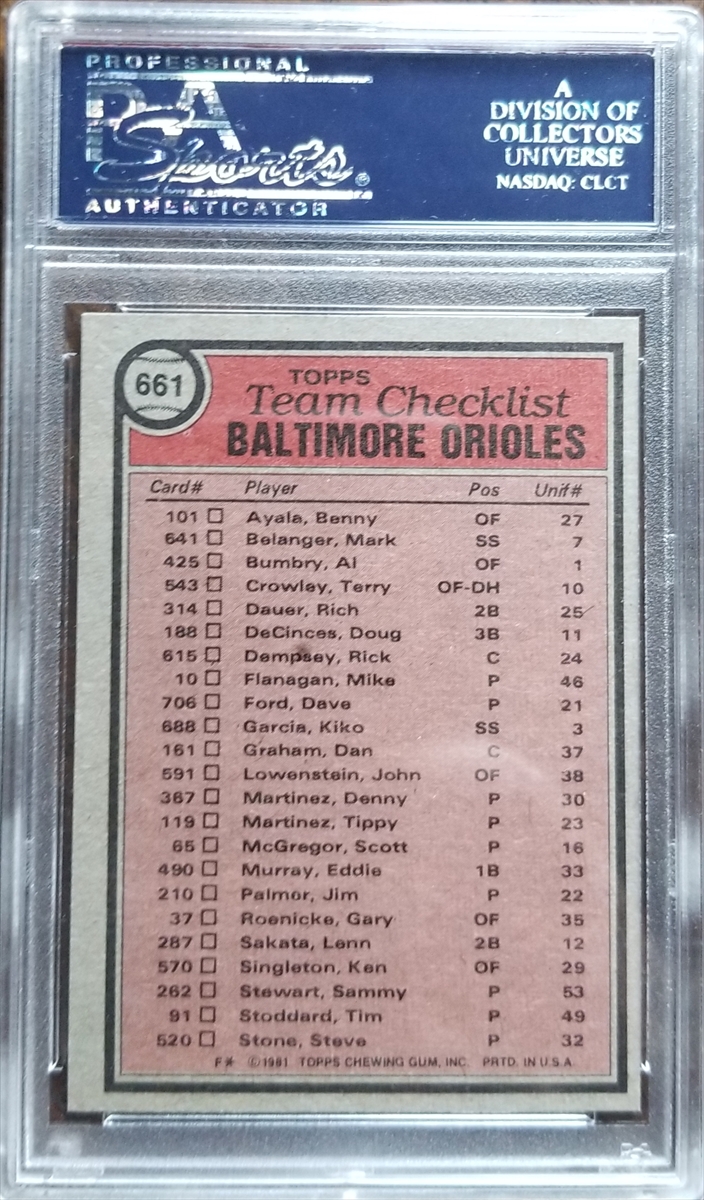 PROFESSIONAL
PSA
Sports®
AUTHENTICATOR
A
DIVISION OF
COLLECTORS
UNIVERSE
NASDAQ: CLCT
661
TOPPS
Team Checklist
BALTIMORE ORIOLES
Card# Player Pos Unif#
101 Ayala, Benny OF 27
641 Belanger, Mark SS 7
425 Bumbry, Al OF 1
543 Crowley, Terry OF-DH 10
314 Dauer, Rich 2B 25
188 DeCinces, Doug 3B 11
615 Dempsey, Rick C 24
10 Flanagan, Mike P 46
706 Ford, Dave P 21
688 Garcia, Kiko SS 3
161 Graham, Dan C 37
591 Lowenstein, John OF 38
367 Martinez, Denny P 30
119 Martinez, Tippy P 23
65 McGregor, Scott P 16
490 Murray, Eddie 1B 33
210 Palmer, Jim P 22
37 Roenicke, Gary OF 35
287 Sakata, Lenn 2B 12
570 Singleton, Ken OF 29
262 Stewart, Sammy P 53
91 Stoddard, Tim P 49
520 Stone, Steve P 32
F* ©1981 TOPPS CHEWING GUM, INC. PRTD. IN U.S.A.